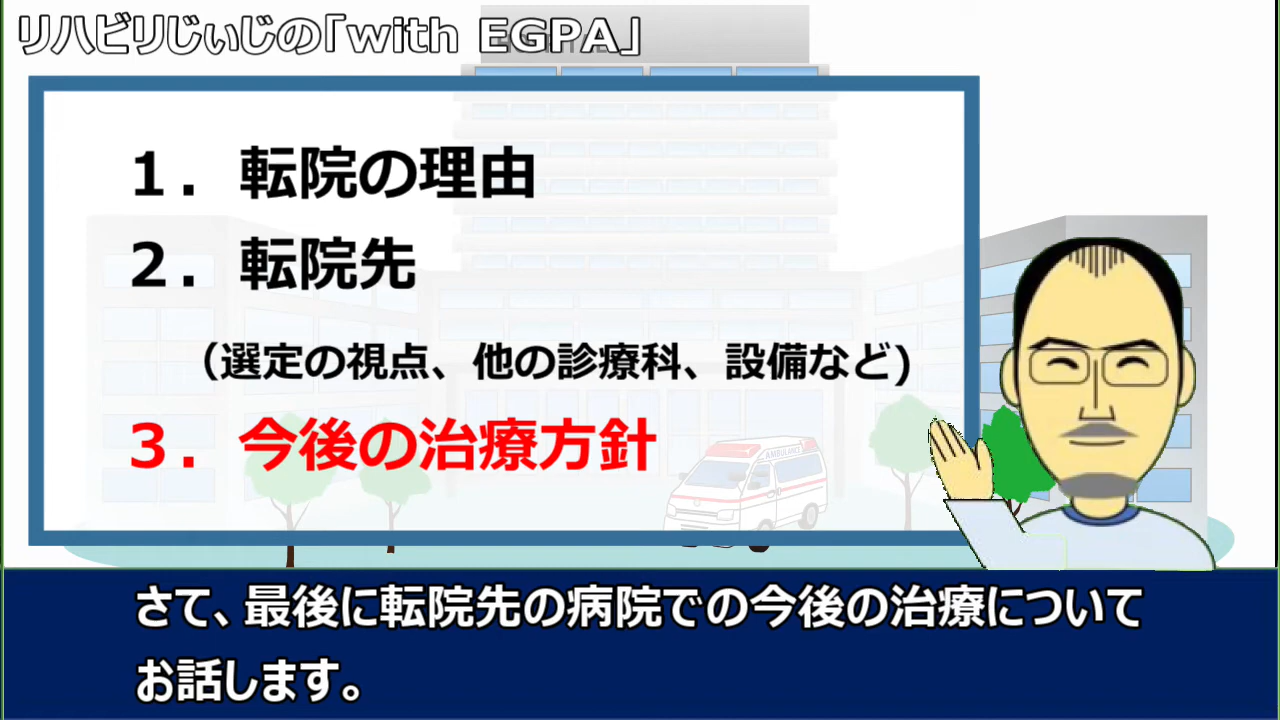 リハビリじぃじの「with EGPA」
１．転院の理由
２．転院先
（選定の視点、他の診療科、設備など)
３．今後の治療方針
AMBULANCE
さて、最後に転院先の病院での今後の治療について
お話します。